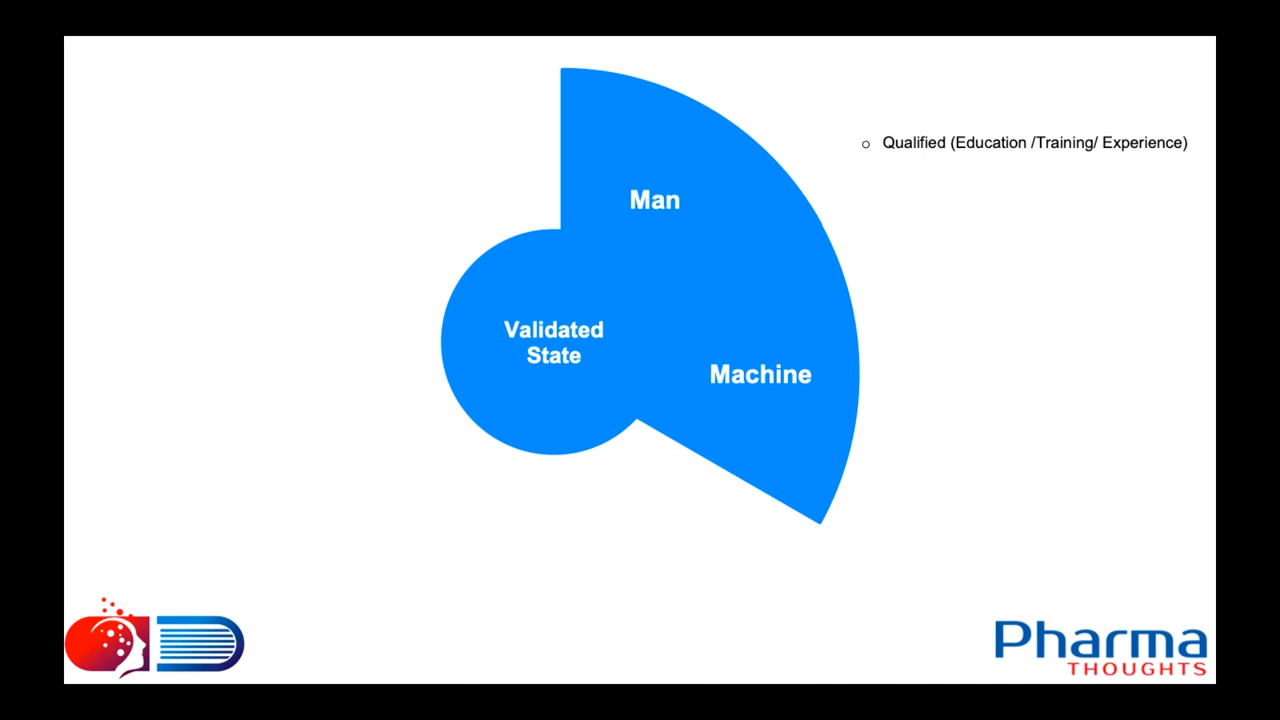 Qualified (Education /Training/ Experience)
Man
Validated
State
Machine
Pharma
THOUGHTS